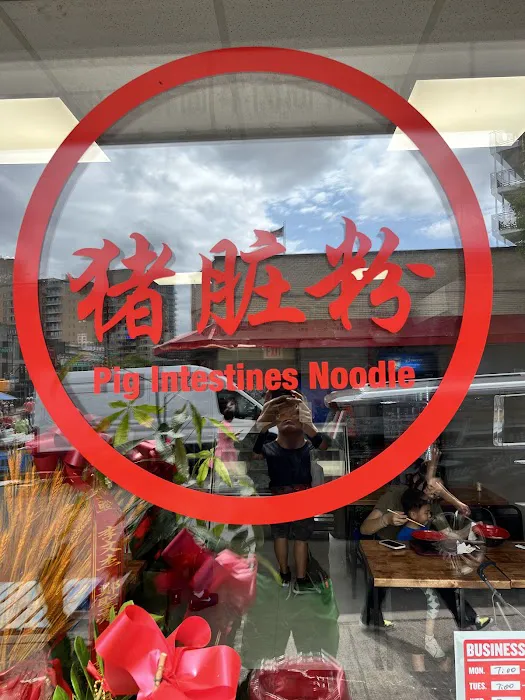 猪脏粉
Pig Intestines Noodle
BUSINESS
MON. 7:00
TUES. 7:00